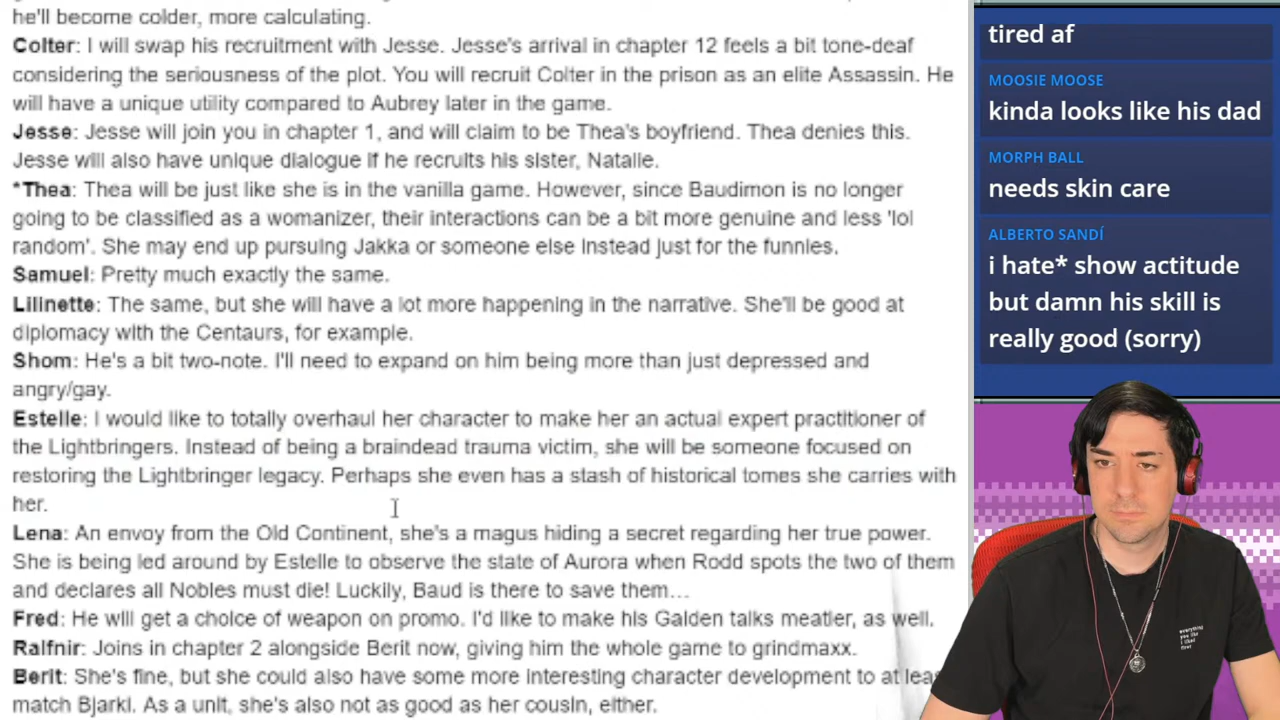 he'll become colder, more calculating.
Colter: I will swap his recruitment with Jesse. Jesse's arrival in chapter 12 feels a bit tone-deaf
considering the seriousness of the plot. You will recruit Colter in the prison as an elite Assassin. He
will have a unique utility compared to Aubrey later in the game.
Jesse: Jesse will join you in chapter 1, and will claim to be Thea's boyfriend. Thea denies this.
Jesse will also have unique dialogue if he recruits his sister, Natalie.
*Thea: Thea will be just like she is in the vanilla game. However, since Baudimon is no longer
going to be classified as a womanizer, their interactions can be a bit more genuine and less 'lol
random'. She may end up pursuing Jakka or someone else instead just for the funnies.
Samuel: Pretty much exactly the same.
Lilinette: The same, but she will have a lot more happening in the narrative. She'll be good at
diplomacy with the Centaurs, for example.
Shom: He's a bit two-note. I'll need to expand on him being more than just depressed and
angry/gay.
Estelle: I would like to totally overhaul her character to make her an actual expert practitioner of
the Lightbringers. Instead of being a braindead trauma victim, she will be someone focused on
restoring the Lightbringer legacy. Perhaps she even has a stash of historical tomes she carries with
her.
Lena: An envoy from the Old Continent, she's a magus hiding a secret regarding her true power.
She is being led around by Estelle to observe the state of Aurora when Rodd spots the two of them
and declares all Nobles must die! Luckily, Baud is there to save them...
Fred: He will get a choice of weapon on promo. I'd like to make his Galden talks meatier, as well.
Ralfnir: Joins in chapter 2 alongside Berit now, giving him the whole game to grindmaxx.
Berit: She's fine, but she could also have some more interesting character development to at leas
match Bjarki. As a unit, she's also not as good as her cousin, either.
tired af
MOOSIE MOOSE
kinda looks like his dad
MORPH BALL
needs skin care
ALBERTO SANDÍ
i hate* show actitude
but damn his skill is
really good (sorry)
everything
you like
i liked
first